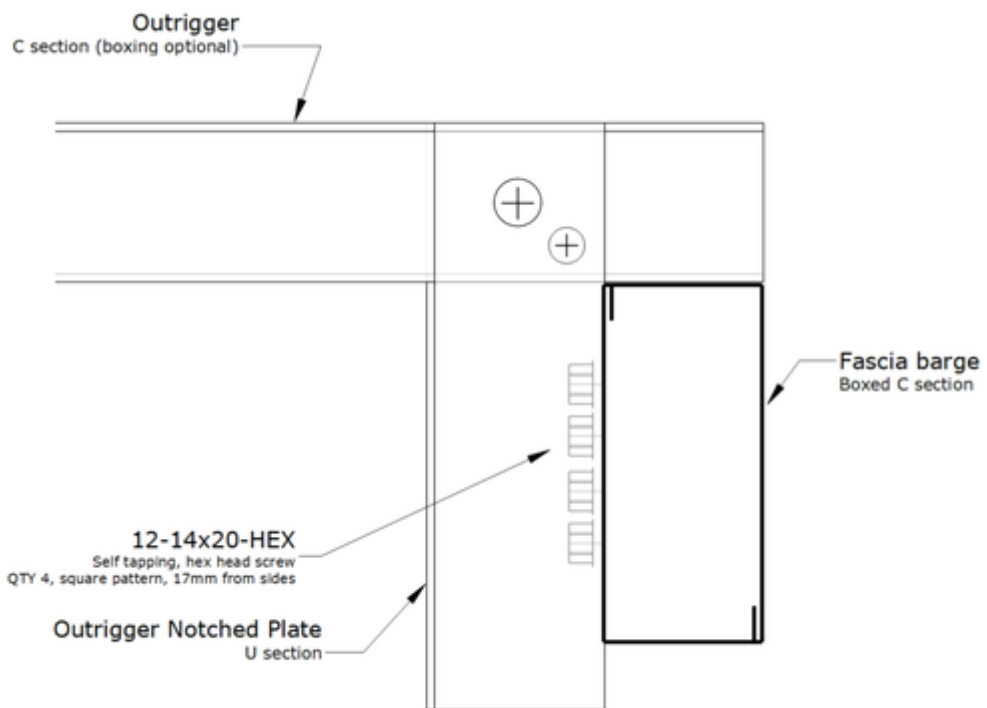 Outrigger
C section (boxing optional)
Fascia barge
Boxed C section
12-14x20-HEX
Self tapping, hex head screw
QTY 4, square pattern, 17mm from sides
Outrigger Notched Plate
U section